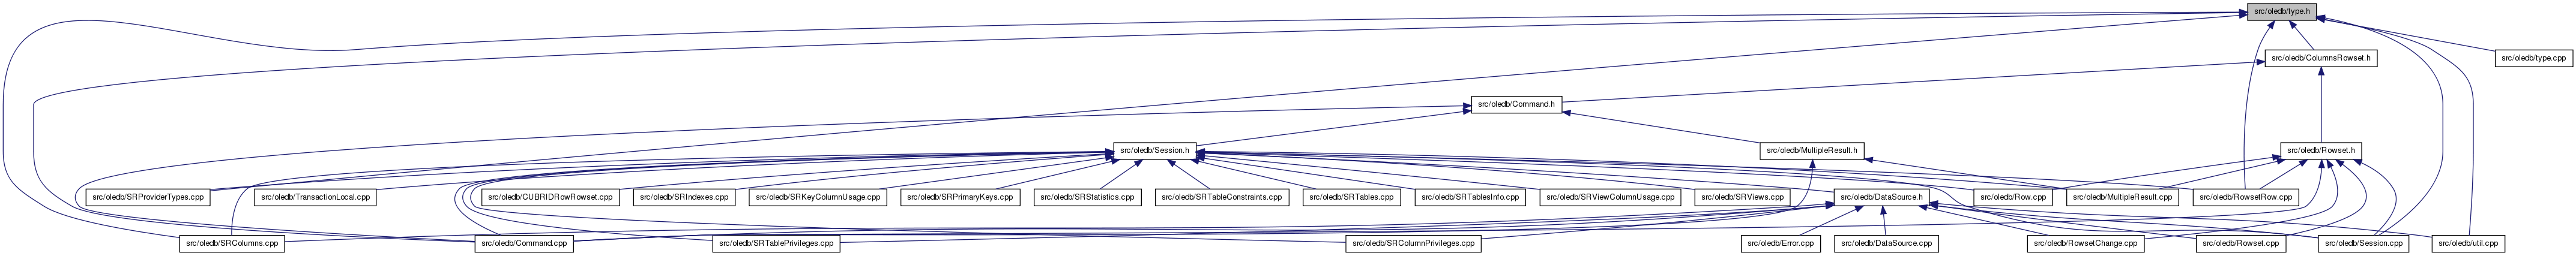 src/oledb/type.h
src/oledb/ColumnsRowset.h
src/oledb/type.cpp
src/oledb/Command.h
src/oledb/Session.h
src/oledb/MultipleResult.h
src/oledb/Rowset.h
src/oledb/SRProviderTypes.cpp
src/oledb/TransactionLocal.cpp
src/oledb/CUBRIDRowRowset.cpp
src/oledb/SRIndexes.cpp
src/oledb/SRKeyColumnUsage.cpp
src/oledb/SRPrimaryKeys.cpp
src/oledb/SRStatistics.cpp
src/oledb/SRTableConstraints.cpp
src/oledb/SRTables.cpp
src/oledb/SRTablesInfo.cpp
src/oledb/SRViewColumnUsage.cpp
src/oledb/SRViews.cpp
src/oledb/DataSource.h
src/oledb/Row.cpp
src/oledb/MultipleResult.cpp
src/oledb/RowsetRow.cpp
src/oledb/SRColumns.cpp
src/oledb/Command.cpp
src/oledb/SRTablePrivileges.cpp
src/oledb/SRColumnPrivileges.cpp
src/oledb/Error.cpp
src/oledb/DataSource.cpp
src/oledb/RowsetChange.cpp
src/oledb/Rowset.cpp
src/oledb/Session.cpp
src/oledb/util.cpp